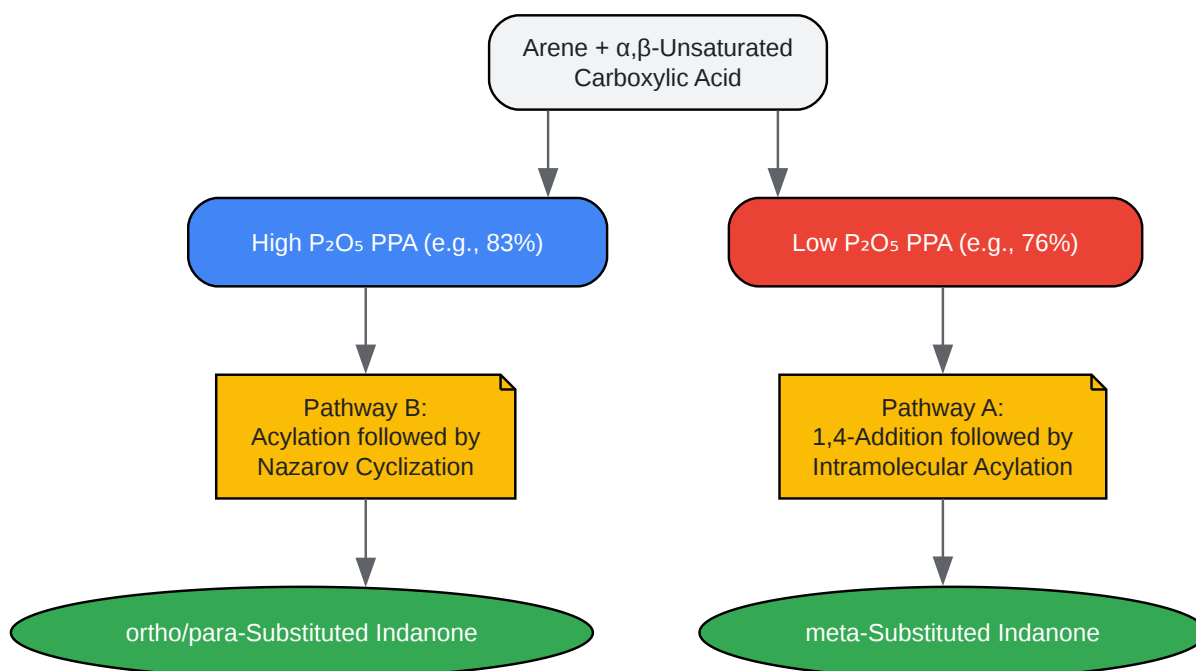 Arene + α,β-Unsaturated
Carboxylic Acid
High P₂O₅ PPA (e.g., 83%)
Low P₂O₅ PPA (e.g., 76%)
Pathway B:
Acylation followed by
Nazarov Cyclization
Pathway A:
1,4-Addition followed by
Intramolecular Acylation
ortho/para-Substituted Indanone
meta-Substituted Indanone